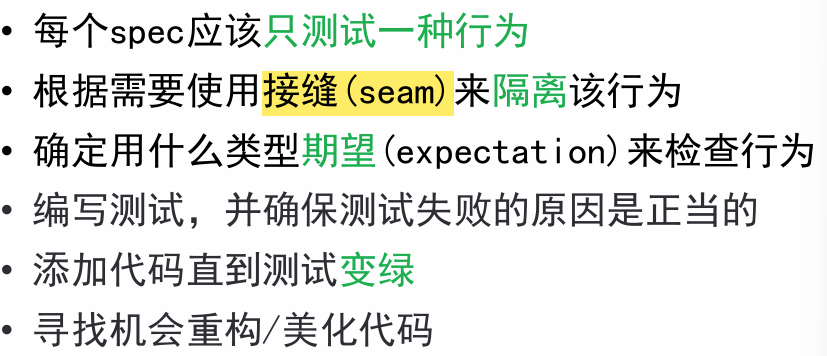 • 每个spec应该只测试一种行为
• 根据需要使用接缝(seam)来隔离该行为
• 确定用什么类型期望(expectation)来检查行为
• 编写测试，并确保测试失败的原因是正当的
• 添加代码直到测试变绿
• 寻找机会重构/美化代码